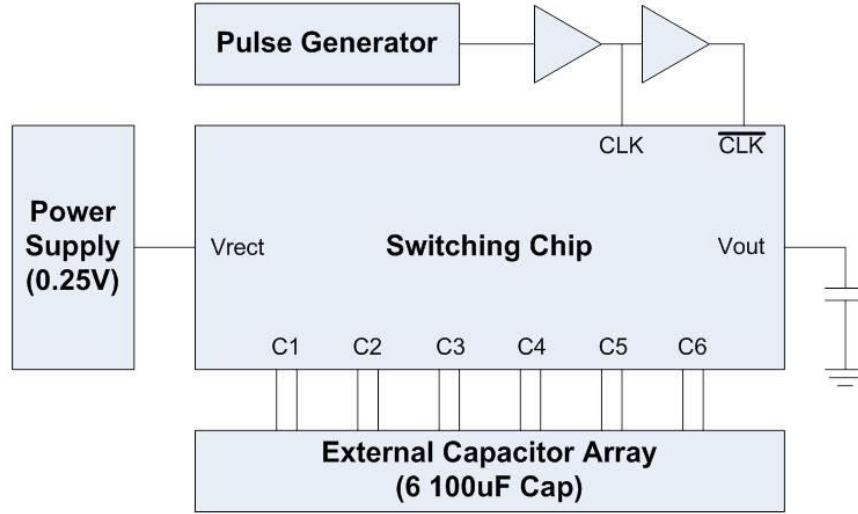 Pulse Generator
CLK
CLK
Power
Supply
(0.25V)
Vrect
Switching Chip
Vout
C1 C2 C3 C4 C5 C6
External Capacitor Array
(6 100uF Cap)